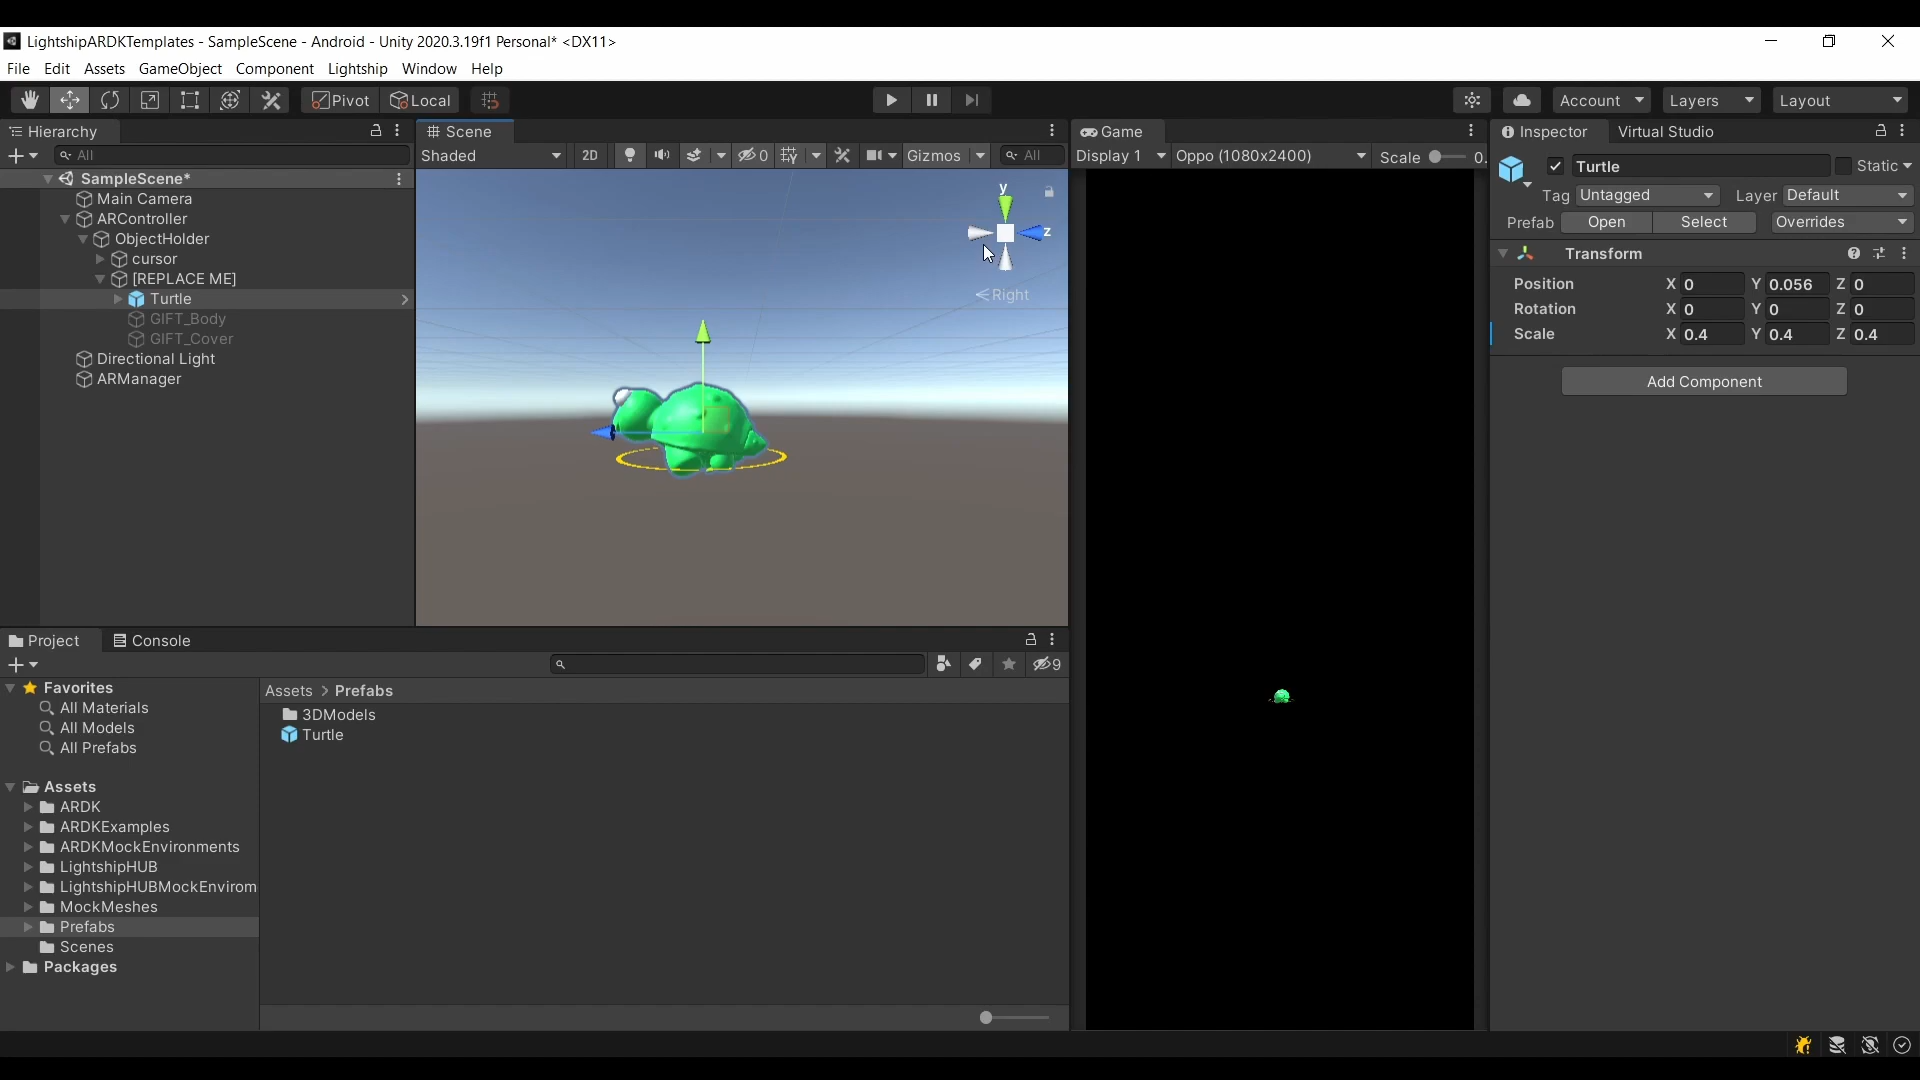 LightshipARDKTemplates - SampleScene - Android - Unity 2020.3.19f1 Personal* <DX11>
File Edit Assets GameObject Component Lightship Window Help
Pivot Local Account Layers Layout
Hierarchy
All
SampleScene*
Main Camera
ARController
ObjectHolder
cursor
[REPLACE ME]
Turtle
GIFT_Body
GIFT_Cover
Directional Light
ARManager
Scene
Shaded 2D 0 Gizmos All
y
z
Right
Game
Display 1 Oppo (1080x2400) Scale 0.
Inspector Virtual Studio
Turtle Static
Tag Untagged Layer Default
Prefab Open Select Overrides
Transform
Position X 0 Y 0.056 Z 0
Rotation X 0 Y 0 Z 0
Scale X 0.4 Y 0.4 Z 0.4
Add Component
Project Console
9
Favorites
All Materials
All Models
All Prefabs
Assets
ARDK
ARDKExamples
ARDKMockEnvironments
LightshipHUB
LightshipHUBMockEnvirom
MockMeshes
Prefabs
Scenes
Packages
Assets > Prefabs
3DModels
Turtle